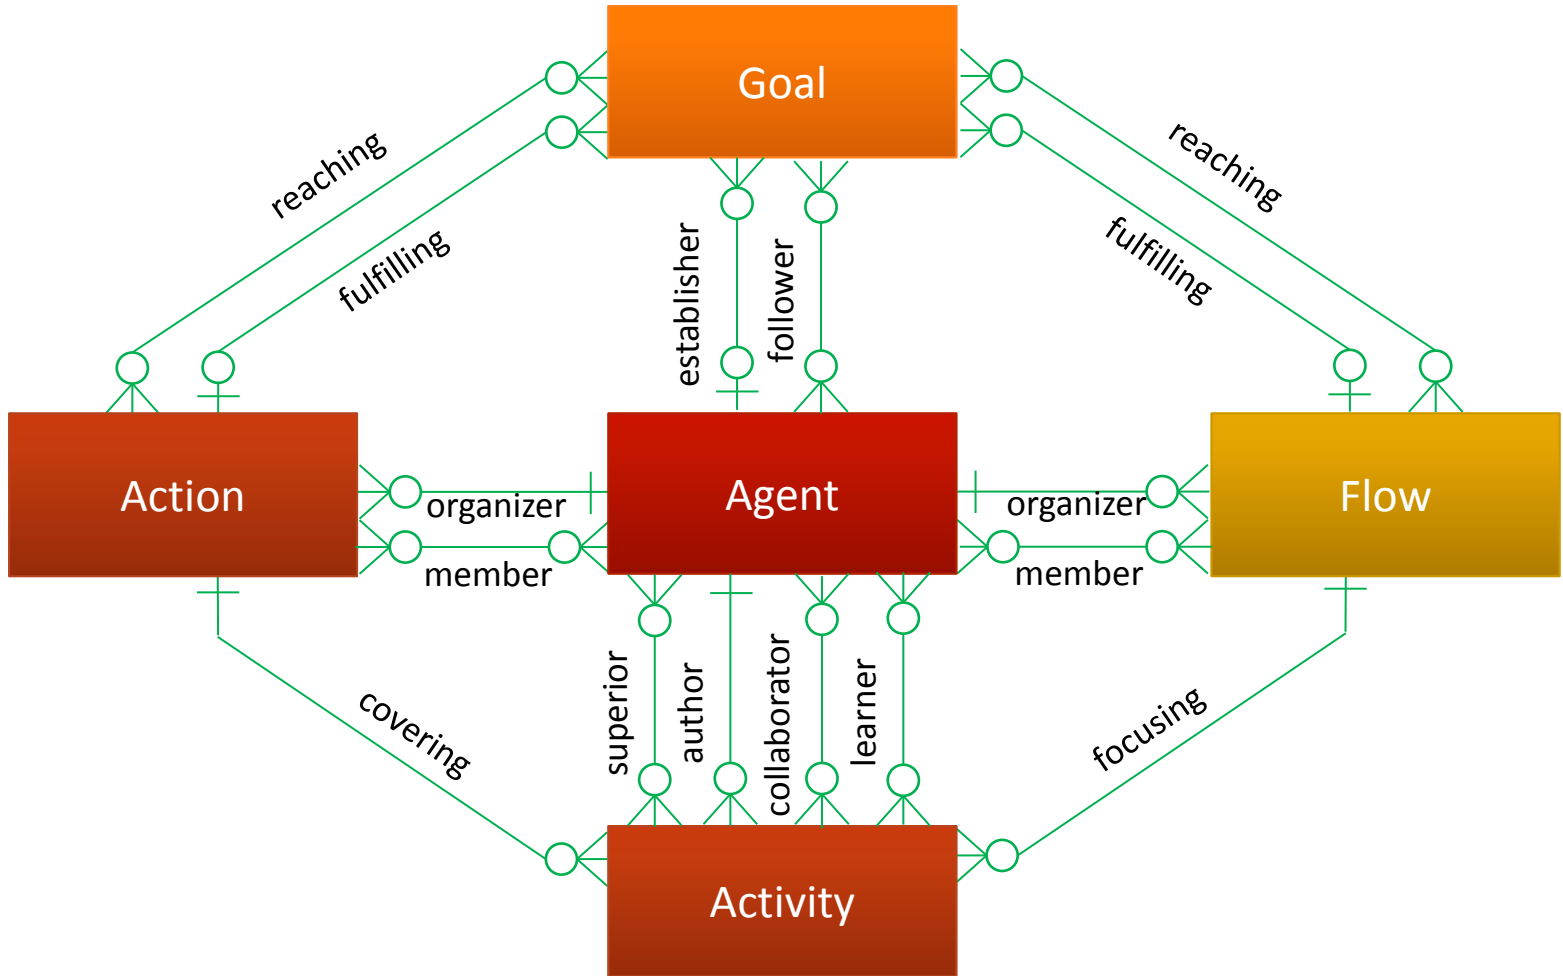 Goal
reaching
reaching
fulfilling
fulfilling
establisher
follower
Action
Agent
Flow
organizer
organizer
member
member
superior
author
collaborator
learner
covering
focusing
Activity